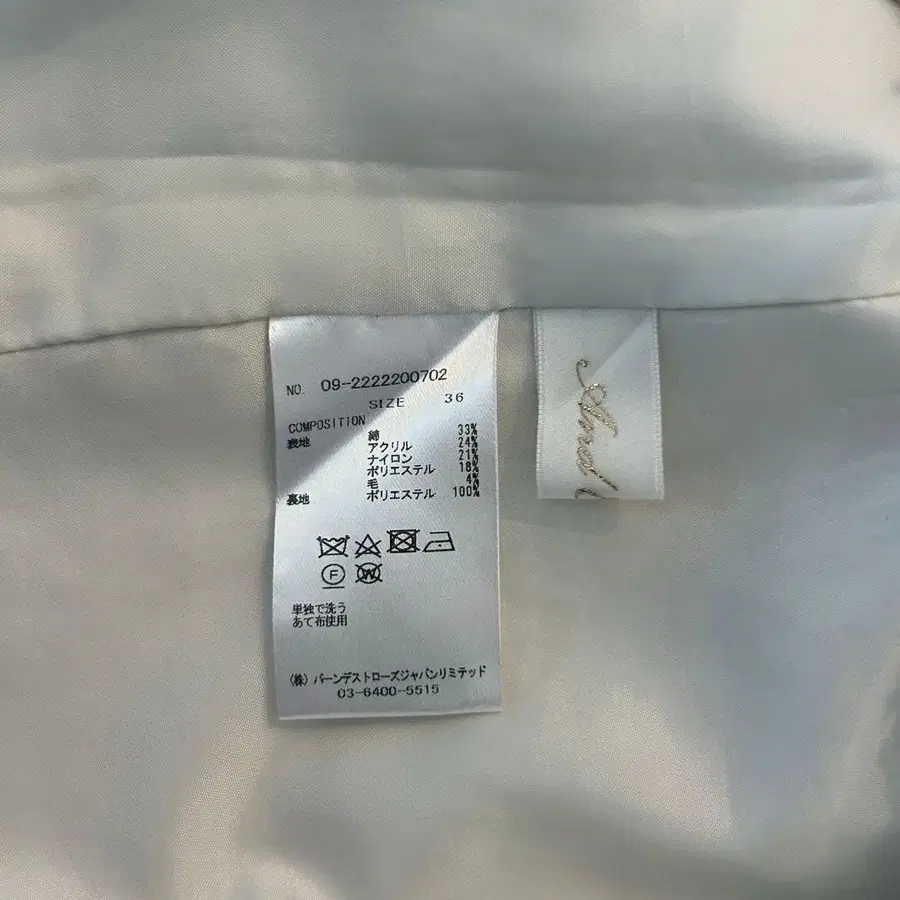 NO. 09-2222200702
SIZE 36
COMPOSITION
表地 綿 33%
アクリル 24%
ナイロン 21%
ポリエステル 18%
毛 4%
裏地 ポリエステル 100%
F W
単独で洗う
あて布使用
(株) バーンデストローズジャパンリミテッド
03-6400-5515